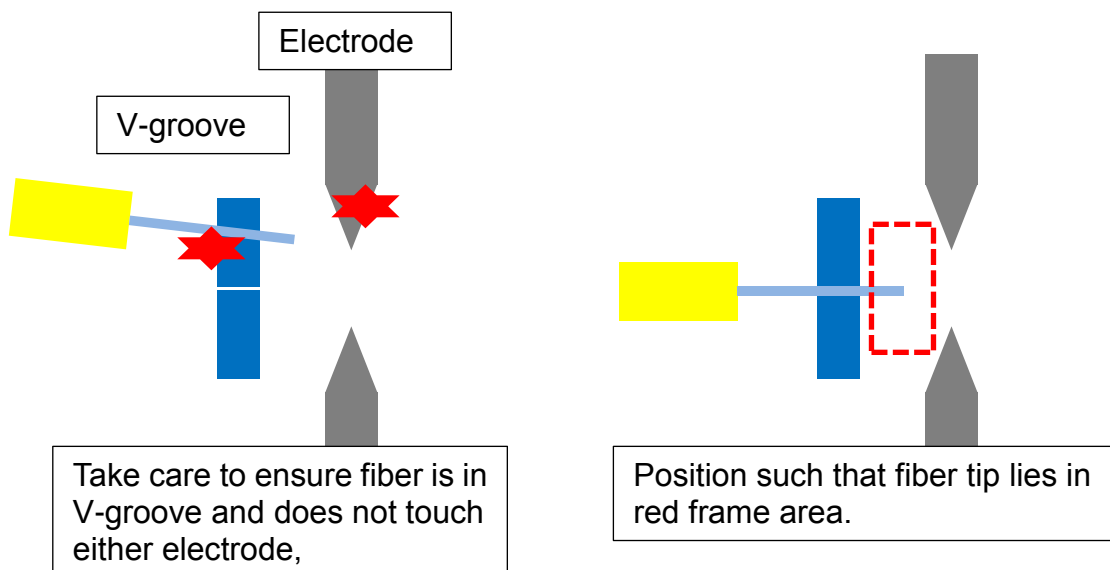 Electrode
V-groove
Take care to ensure fiber is in
V-groove and does not touch
either electrode,
Position such that fiber tip lies in
red frame area.